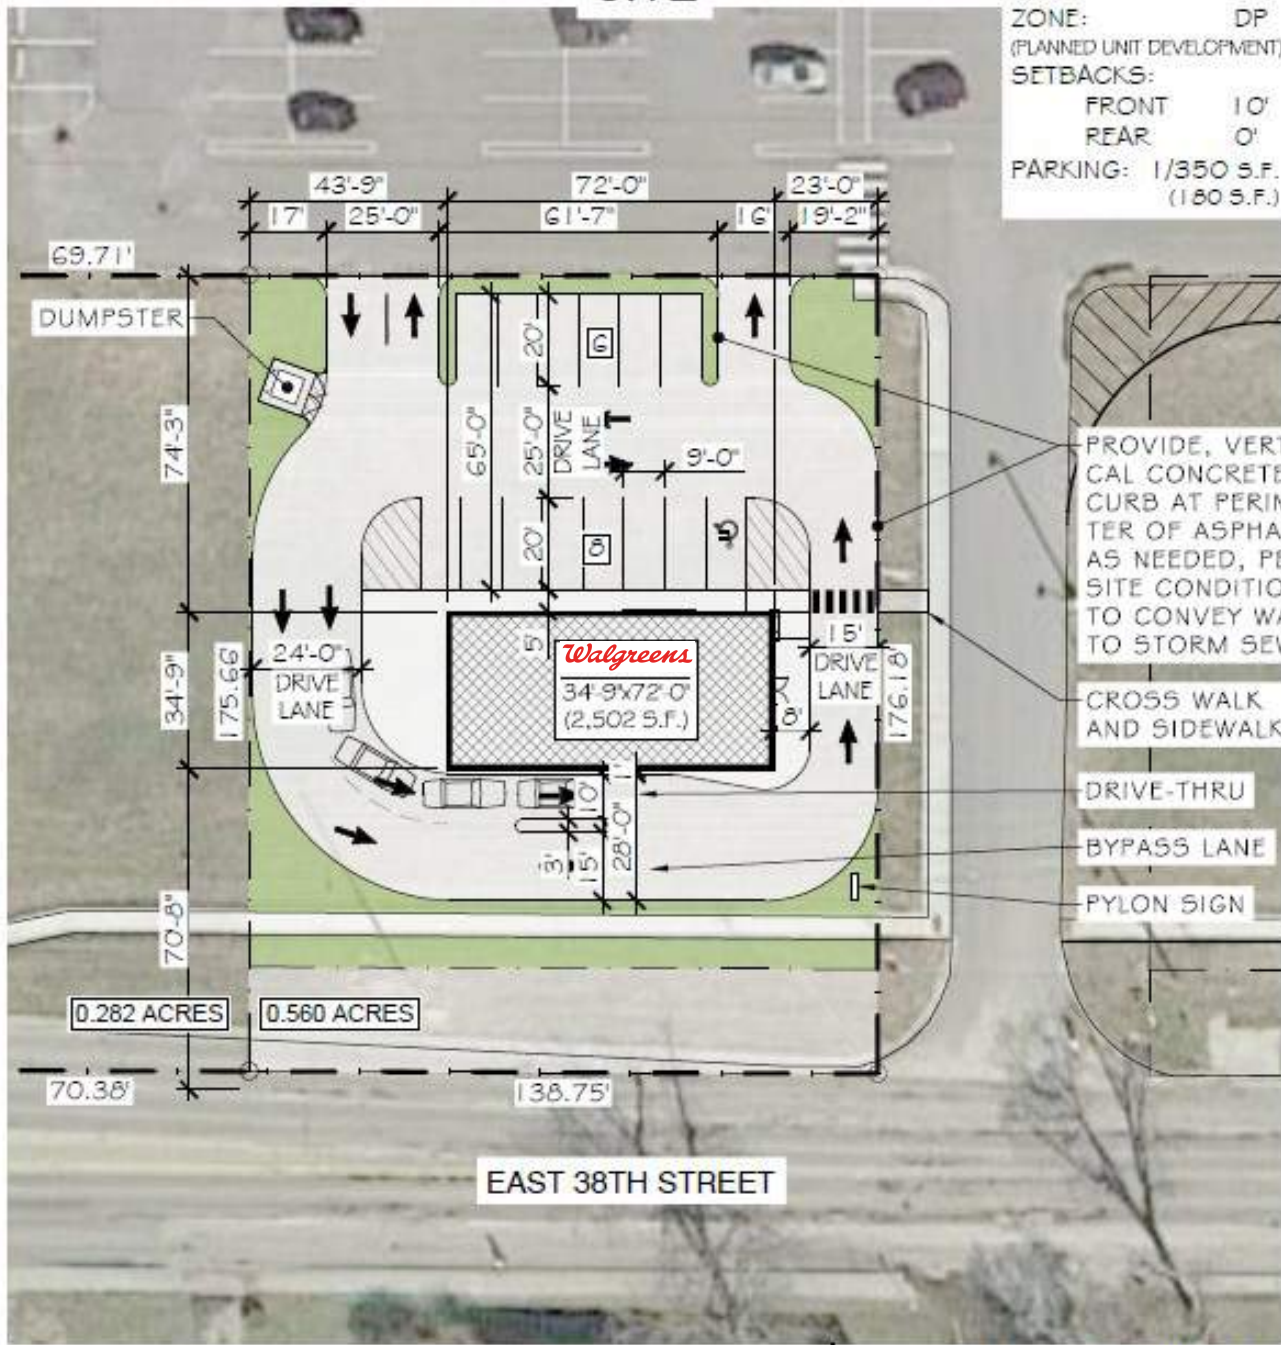 ZONE: DP
(PLANNED UNIT DEVELOPMENT)
SETBACKS:
FRONT 10'
REAR 0'
PARKING: 1/350 S.F.
(180 S.F.)
43'-9" 72'-0" 23'-0"
17' 25'-0" 61'-7" 16' 19'-2"
69.71'
DUMPSTER
6
20'
74'-3"
65'-0"
25'-0"
DRIVE
LANE
9'-0"
8
20'
PROVIDE, VERT
CAL CONCRETE
CURB AT PERIN
TER OF ASPHA
AS NEEDED, PE
SITE CONDITIO
TO CONVEY WA
TO STORM SEV
5'
Walgreens
34'-9"x72'-0"
(2,502 S.F.)
24'-0"
DRIVE
LANE
15'
DRIVE
LANE
34'-9"
175.66'
176.18'
8'
CROSS WALK
AND SIDEWALK
1'
10'
DRIVE-THRU
28'-0"
3'
15'
BYPASS LANE
PYLON SIGN
70'-8"
0.282 ACRES
0.560 ACRES
70.38'
138.75'
EAST 38TH STREET